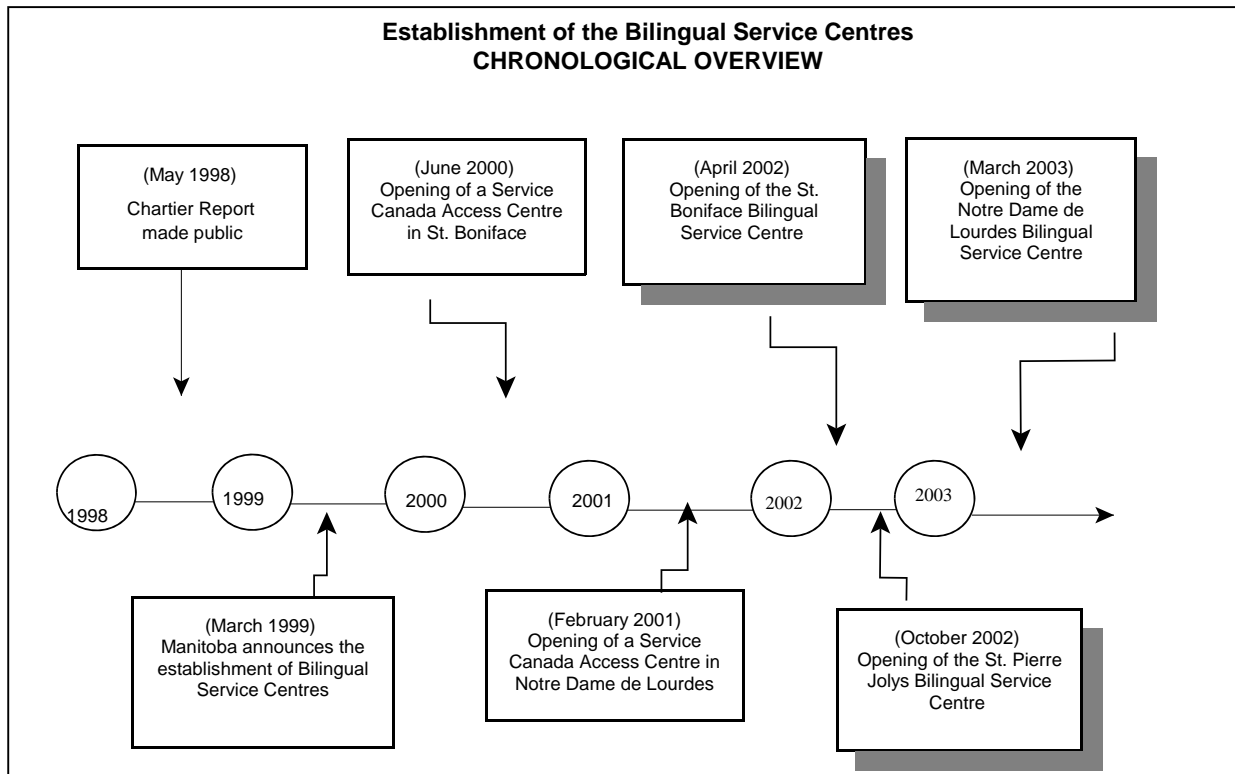 Establishment of the Bilingual Service Centres
CHRONOLOGICAL OVERVIEW
(May 1998)
Chartier Report
made public
(June 2000)
Opening of a Service
Canada Access Centre
in St. Boniface
(April 2002)
Opening of the St.
Boniface Bilingual
Service Centre
(March 2003)
Opening of the
Notre Dame de
Lourdes Bilingual
Service Centre
1998
1999
2000
2001
2002
2003
(March 1999)
Manitoba announces the
establishment of Bilingual
Service Centres
(February 2001)
Opening of a Service
Canada Access Centre in
Notre Dame de Lourdes
(October 2002)
Opening of the St. Pierre
Jolys Bilingual Service
Centre